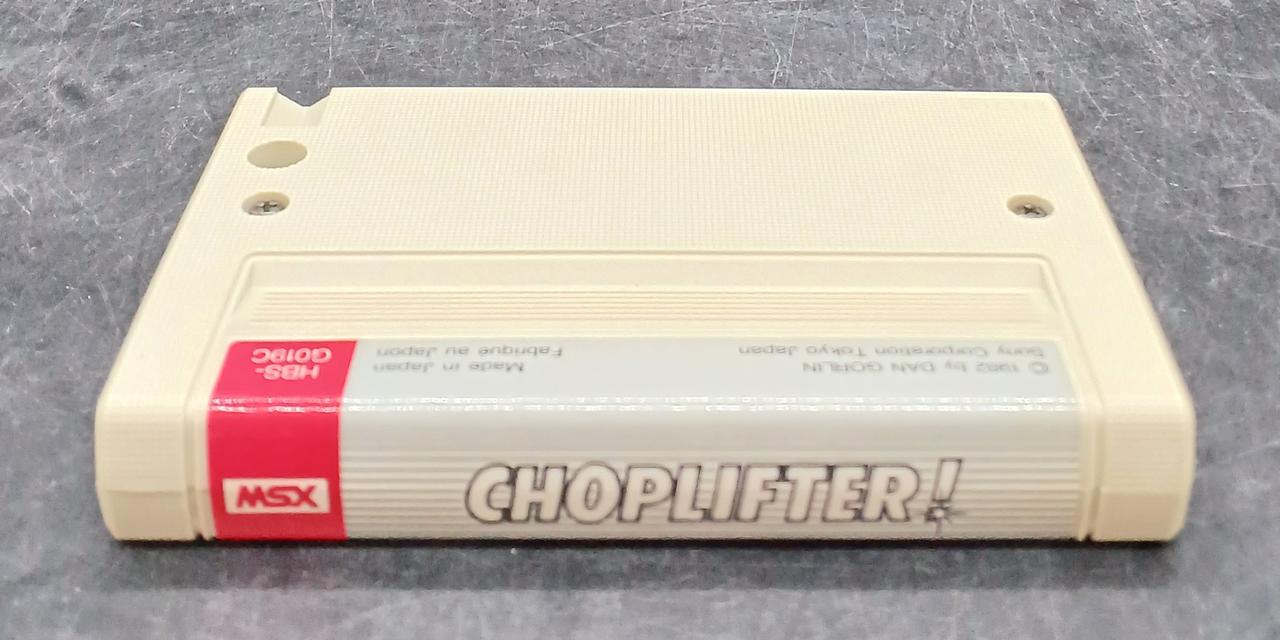 MSX
CHOPLIFTER!
HBS-
G019C
Made in Japan
Fabriqué au Japon
© 1982 by DAN GORLIN
Sony Corporation Tokyo Japan